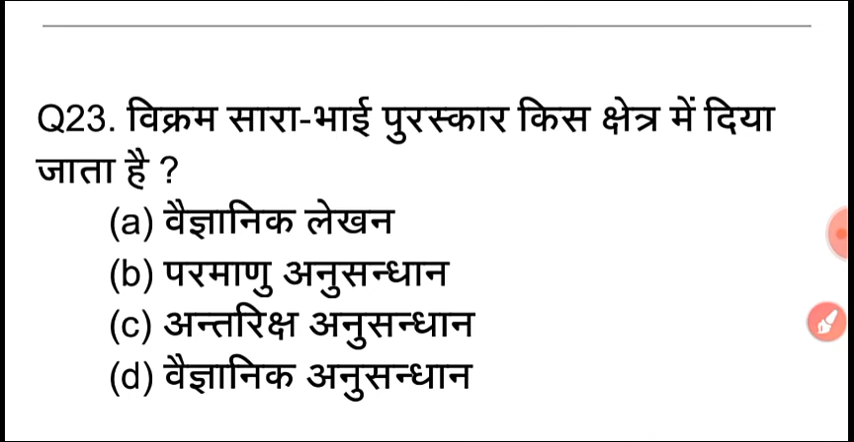 Q23. विक्रम सारा-भाई पुरस्कार किस क्षेत्र में दिया
जाता है ?
(a) वैज्ञानिक लेखन
(b) परमाणु अनुसन्धान
(c) अन्तरिक्ष अनुसन्धान
(d) वैज्ञानिक अनुसन्धान